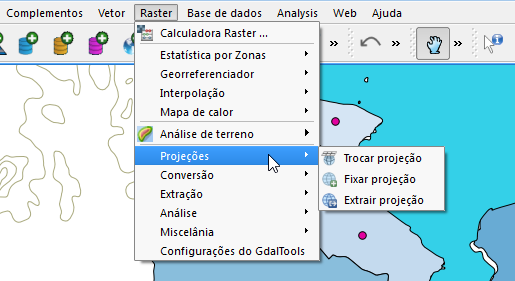 Complementos Vetor Raster Base de dados Analysis Web Ajuda
Calculadora Raster ...
Estatística por Zonas
Georreferenciador
Interpolação
Mapa de calor
Análise de terreno
Projeções
Conversão
Extração
Análise
Miscelânia
Configurações do GdalTools
Trocar projeção
Fixar projeção
Extrair projeção